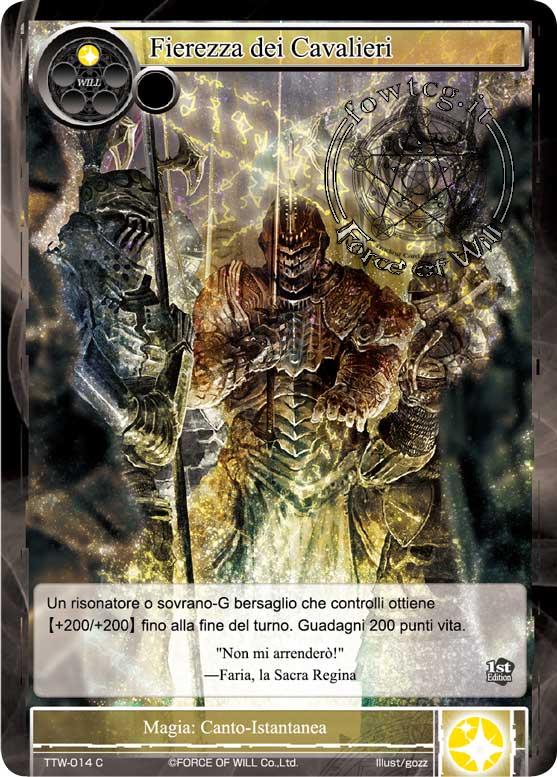 Fierezza dei Cavalieri
WILL
fowtcg.it
Force of Will
Un risonatore o sovrano-G bersaglio che controlli ottiene
【+200/+200】 fino alla fine del turno. Guadagni 200 punti vita.
"Non mi arrenderò!"
—Faria, la Sacra Regina
1st
Edition
Magia: Canto-Istantanea
TTW-014 C
©FORCE OF WILL Co.,Ltd.
Illust/gozz